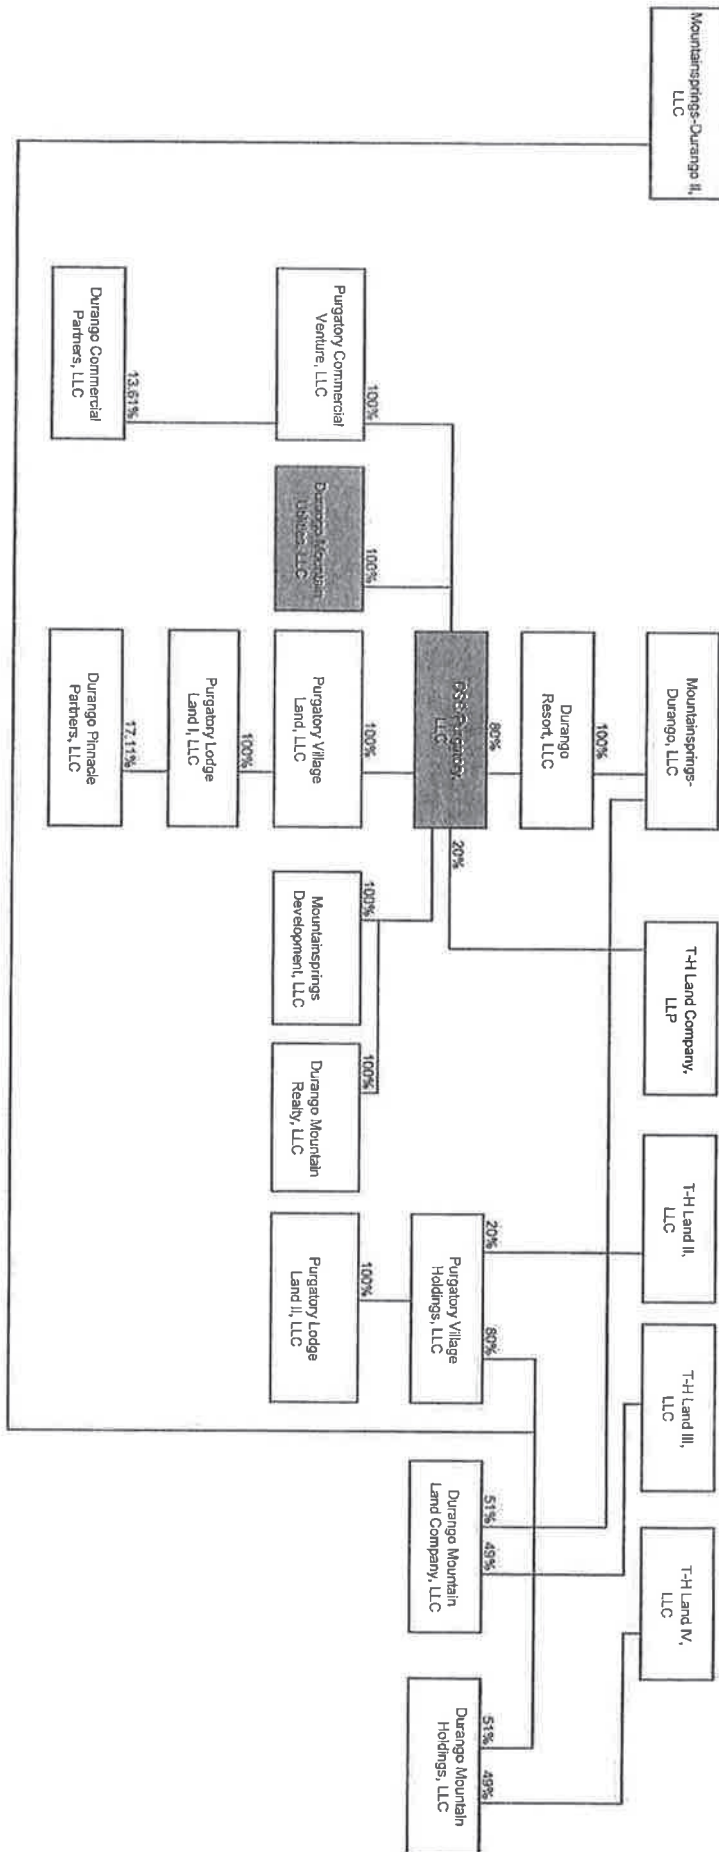 Mountainsprings-Durango II,
LLC
Mountainsprings-
Durango, LLC
T-H Land Company,
LLP
T-H Land II,
LLC
T-H Land III,
LLC
T-H Land IV,
LLC
100%
Durango
Resort, LLC
80%
20%
LLC
100%
Purgatory Commercial
Venture, LLC
13.61%
Durango Commercial
Partners, LLC
100%
Durango Mountain
Utilities, LLC
100%
Purgatory Village
Land, LLC
100%
Purgatory Lodge
Land I, LLC
17.11%
Durango Pinnacle
Partners, LLC
100%
Mountainsprings
Development, LLC
100%
Durango Mountain
Realty, LLC
20%
80%
Purgatory Village
Holdings, LLC
100%
Purgatory Lodge
Land II, LLC
51%
49%
Durango Mountain
Land Company, LLC
51%
49%
Durango Mountain
Holdings, LLC